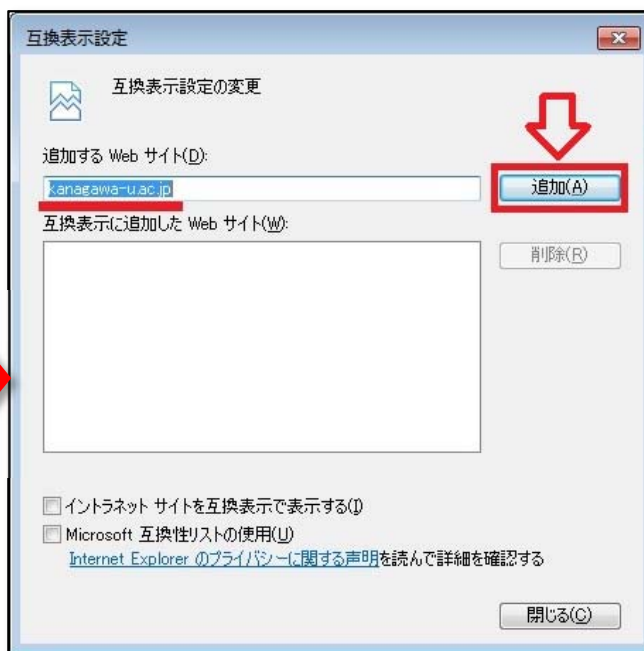 互換表示設定
互換表示設定の変更
追加する Web サイト(D):
kanagawa-u.ac.jp
追加(A)
互換表示に追加した Web サイト(W):
削除(R)
イントラネット サイトを互換表示で表示する(I)
Microsoft 互換性リストの使用(U)
Internet Explorer のプライバシーに関する声明を読んで詳細を確認する
閉じる(C)